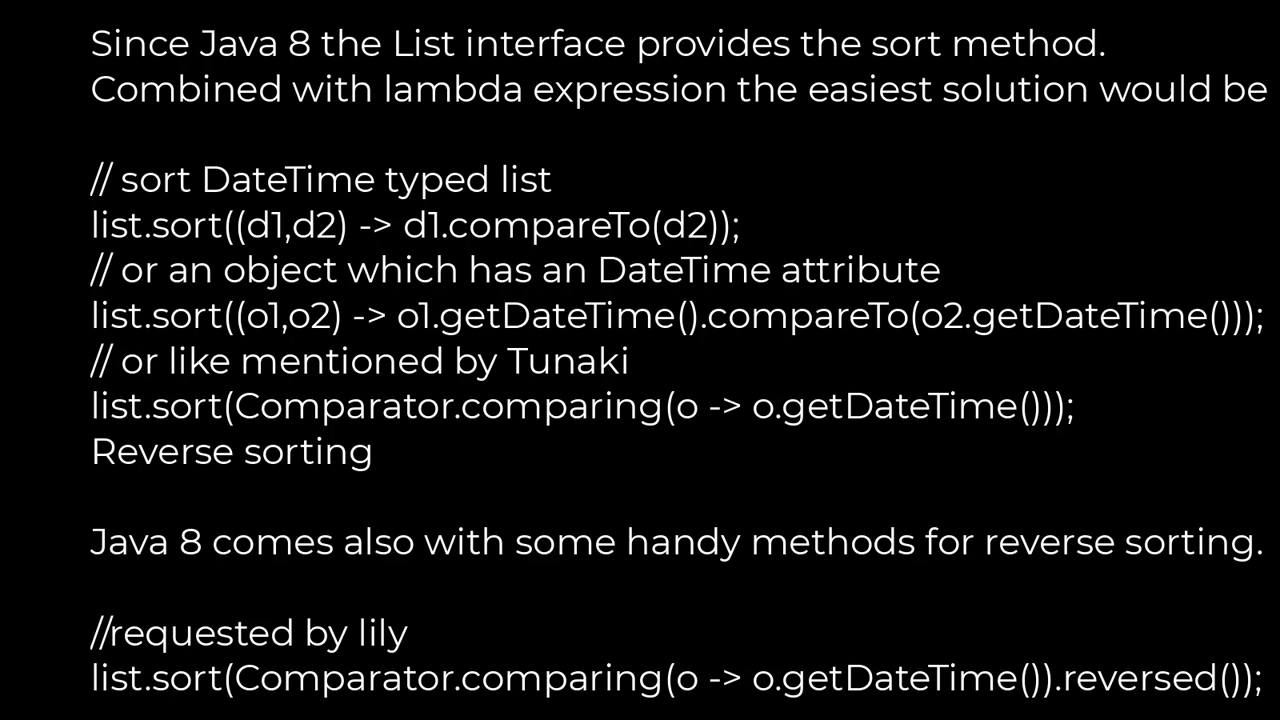 Since Java 8 the List interface provides the sort method.
Combined with lambda expression the easiest solution would be
// sort DateTime typed list
list.sort((d1,d2) -> d1.compareTo(d2));
// or an object which has an DateTime attribute
list.sort((o1,o2) -> o1.getDateTime().compareTo(o2.getDateTime()));
// or like mentioned by Tunaki
list.sort(Comparator.comparing(o -> o.getDateTime()));
Reverse sorting
Java 8 comes also with some handy methods for reverse sorting.
//requested by lily
list.sort(Comparator.comparing(o -> o.getDateTime()).reversed());